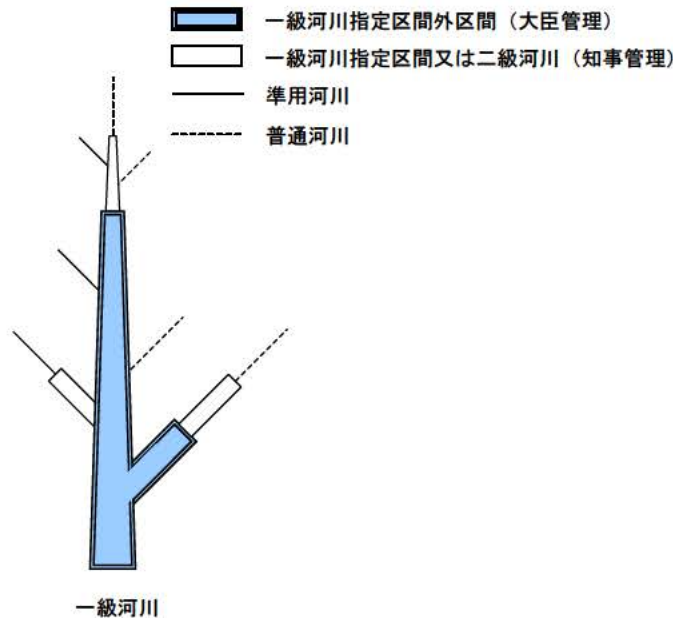 一級河川指定区間外区間（大臣管理）
一級河川指定区間又は二級河川（知事管理）
準用河川
普通河川
一級河川